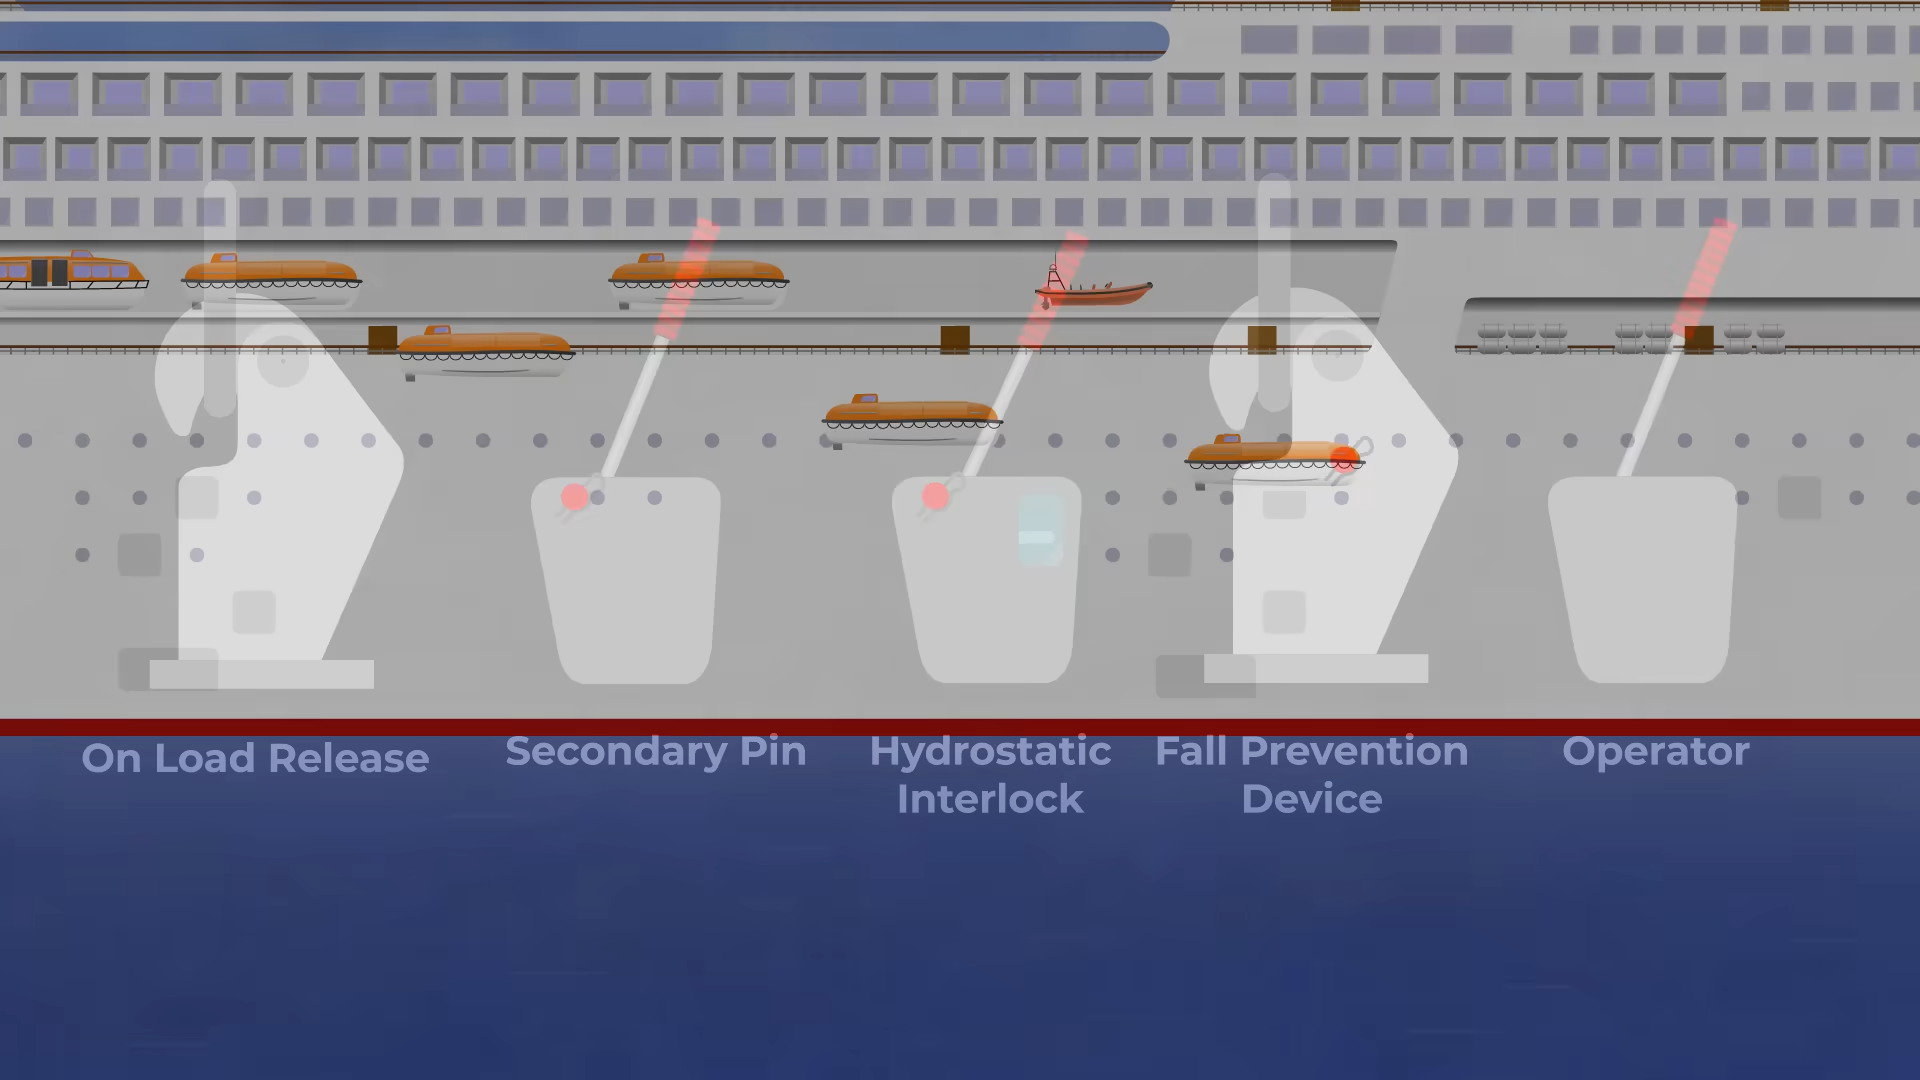 On Load Release
Secondary Pin
Hydrostatic
Interlock
Fall Prevention
Device
Operator